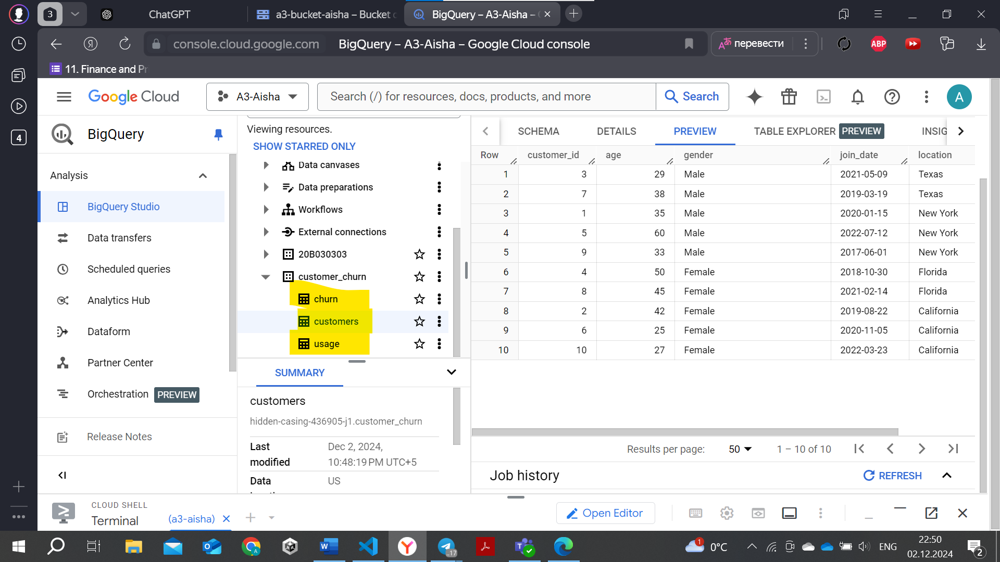 3
ChatGPT
a3-bucket-aisha – Bucket
BigQuery – A3-Aisha –
console.cloud.google.com
BigQuery – A3-Aisha – Google Cloud console
перевести
ABP
11. Finance and Pr
4
Google Cloud
A3-Aisha
Search (/) for resources, docs, products, and more
Search
A
BigQuery
Analysis
BigQuery Studio
Data transfers
Scheduled queries
Analytics Hub
Dataform
Partner Center
Orchestration PREVIEW
Release Notes
Viewing resources.
SHOW STARRED ONLY
Data canvases
Data preparations
Workflows
External connections
20B030303
customer_churn
churn
customers
usage
SUMMARY
customers
hidden-casing-436905-j1.customer_churn
Last modified Dec 2, 2024, 10:48:19 PM UTC+5
Data US
SCHEMA DETAILS PREVIEW TABLE EXPLORER PREVIEW INSIG
Row customer_id age gender join_date location
1 3 29 Male 2021-05-09 Texas
2 7 38 Male 2019-03-19 Texas
3 1 35 Male 2020-01-15 New York
4 5 60 Male 2022-07-12 New York
5 9 33 Male 2017-06-01 New York
6 4 50 Female 2018-10-30 Florida
7 8 45 Female 2021-02-14 Florida
8 2 42 Female 2019-08-22 California
9 6 25 Female 2020-11-05 California
10 10 27 Female 2022-03-23 California
Results per page: 50 1 – 10 of 10
Job history
REFRESH
CLOUD SHELL
Terminal
(a3-aisha)
Open Editor
..17
1
0°C
ENG
22:50
02.12.2024
2